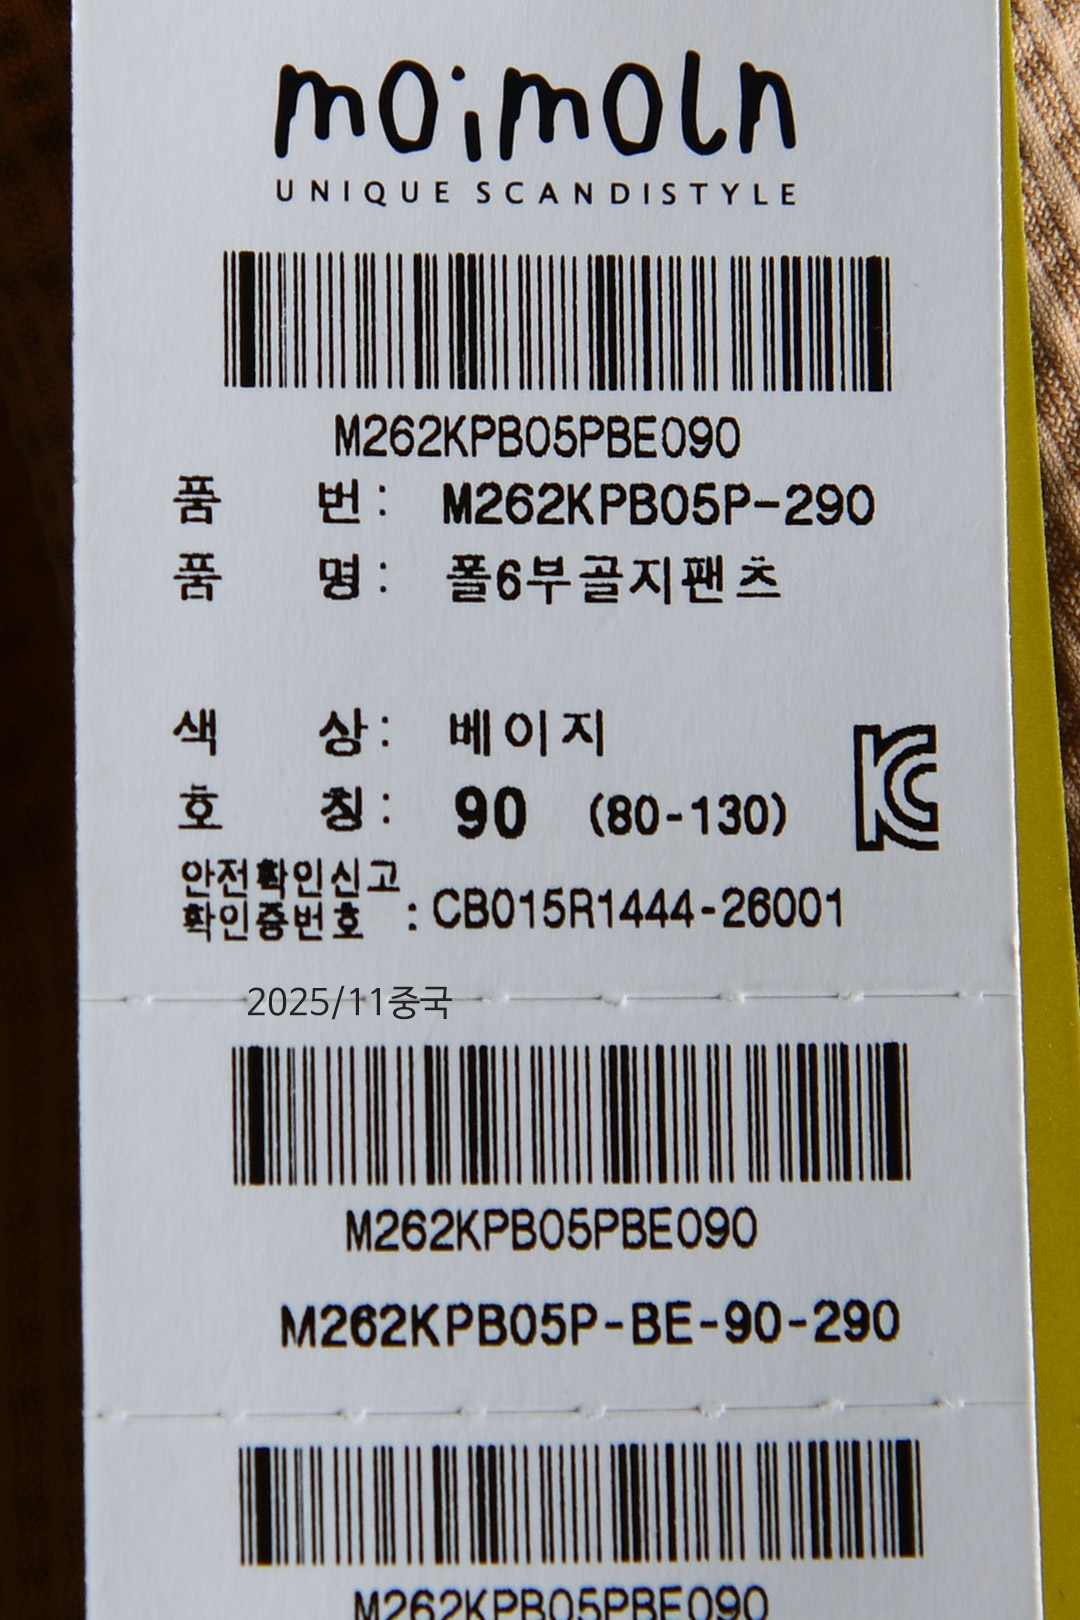 moimoln
UNIQUE SCANDISTYLE
M262KPB05PBE090
품 번: M262KPB05P-290
품 명: 폴6부골지팬츠
색 상: 베이지
호 칭: 90 (80-130)
안전확인신고
확인증번호 : CB015R1444-26001
2025/11중국
M262KPB05PBE090
M262KPB05P-BE-90-290
M262KPB05PBE090